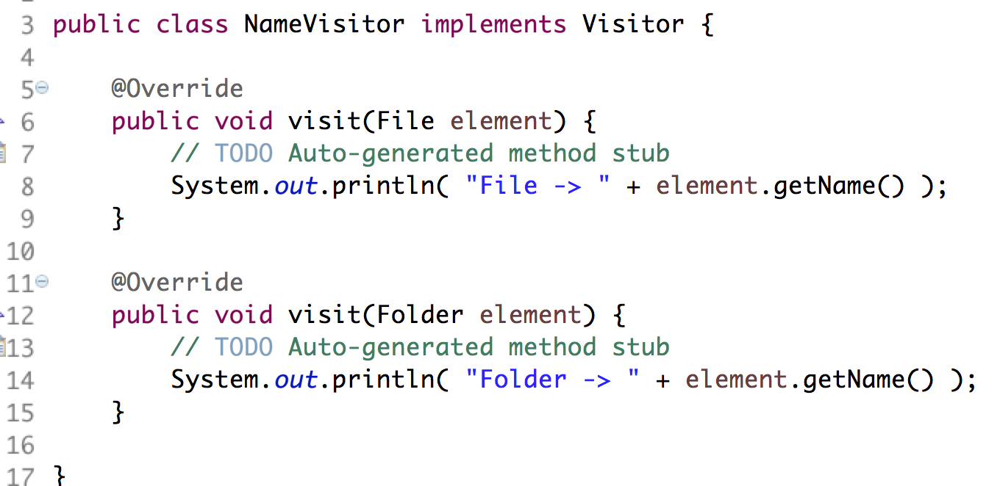 3 public class NameVisitor implements Visitor {
4
5 @Override
6 public void visit(File element) {
7 // TODO Auto-generated method stub
8 System.out.println( "File -> " + element.getName() );
9 }
10
11 @Override
12 public void visit(Folder element) {
13 // TODO Auto-generated method stub
14 System.out.println( "Folder -> " + element.getName() );
15 }
16
17 }